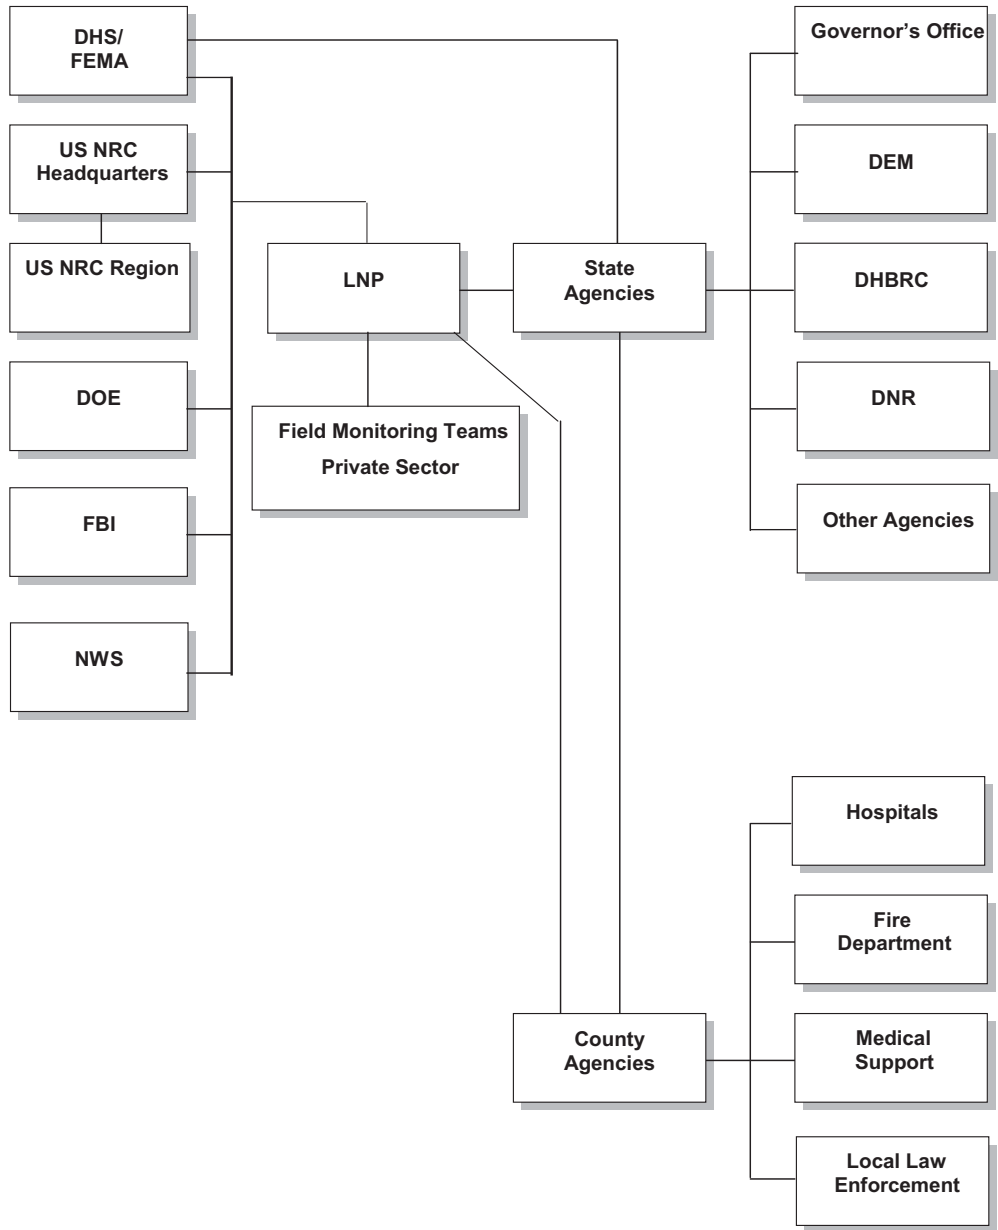 DHS/
FEMA
US NRC
Headquarters
US NRC Region
DOE
FBI
NWS
LNP
Field Monitoring Teams
Private Sector
State
Agencies
Governor's Office
DEM
DHBRC
DNR
Other Agencies
County
Agencies
Hospitals
Fire
Department
Medical
Support
Local Law
Enforcement